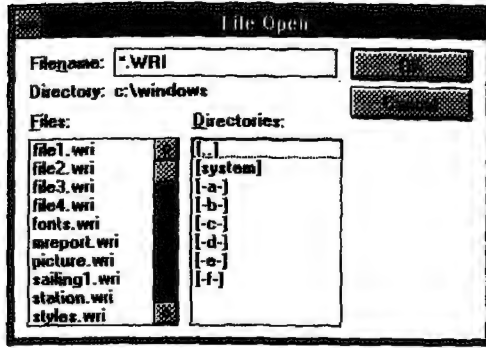 File Open
Filename: *.WRI
OK
Directory: c:\windows
Cancel
Files:
Directories:
file1.wri
file2.wri
file3.wri
file4.wri
fonts.wri
mreport.wri
picture.wri
sailing1.wri
station.wri
styles.wri
[..]
[system]
[-a-]
[-b-]
[-c-]
[-d-]
[-e-]
[-f-]